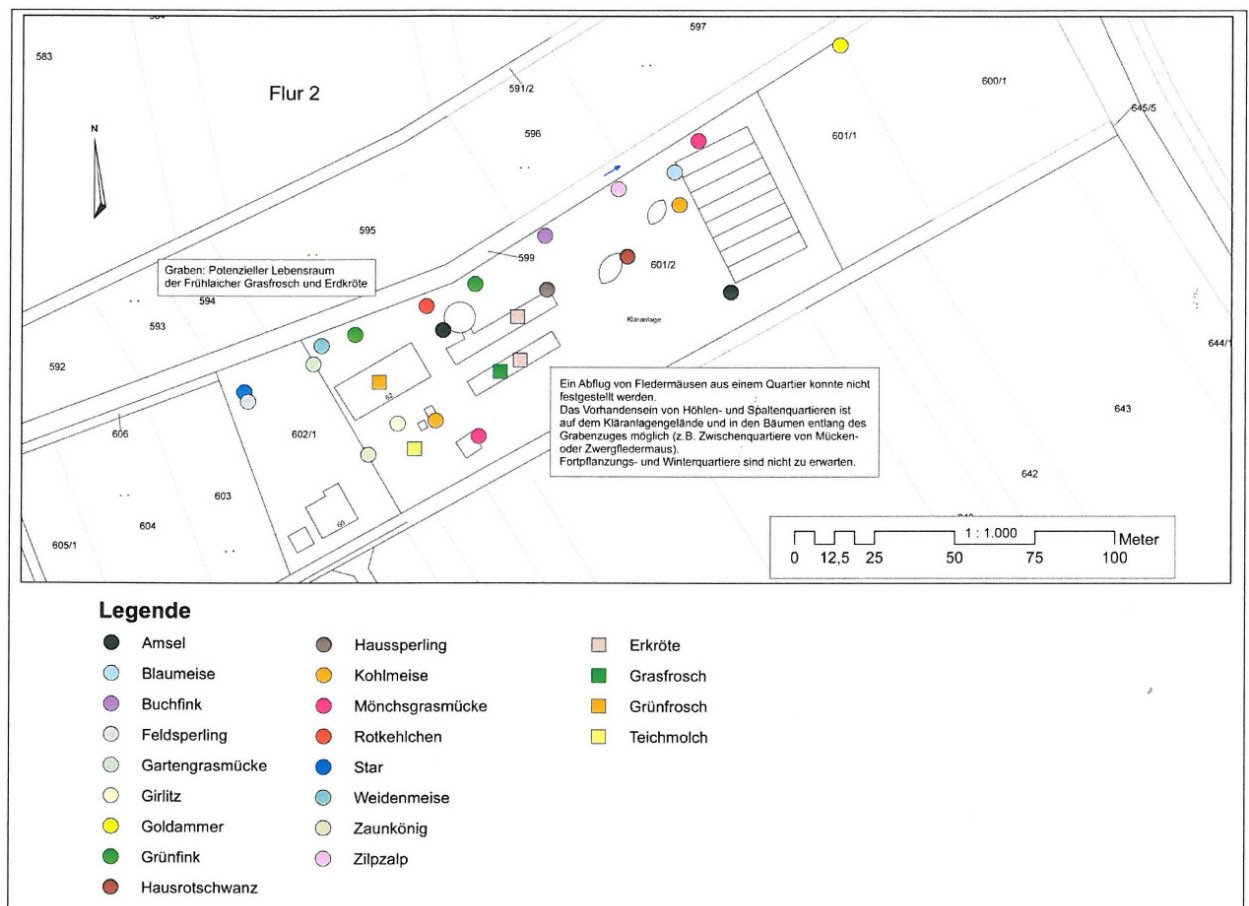 583
Flur 2
N
591/2
597
596
600/1
645/5
601/1
595
599
601/2
Graben: Potenzieller Lebensraum
der Frühlaicher Grasfrosch und Erdkröte
594
593
592
Kläranlage
644/1
643
642
62
Ein Abflug von Fledermäusen aus einem Quartier konnte nicht
festgestellt werden.
Das Vorhandensein von Höhlen- und Spaltenquartieren ist
auf dem Kläranlagengelände und in den Bäumen entlang des
Grabenzuges möglich (z.B. Zwischenquartiere von Mücken-
oder Zwergfledermaus).
Fortpflanzungs- und Winterquartiere sind nicht zu erwarten.
606
602/1
603
604
605/1
60
1 : 1.000
Meter
0 12,5 25 50 75 100
Legende
Amsel
Blaumeise
Buchfink
Feldsperling
Gartengrasmücke
Girlitz
Goldammer
Grünfink
Hausrotschwanz
Haussperling
Kohlmeise
Mönchsgrasmücke
Rotkehlchen
Star
Weidenmeise
Zaunkönig
Zilpzalp
Erkröte
Grasfrosch
Grünfrosch
Teichmolch